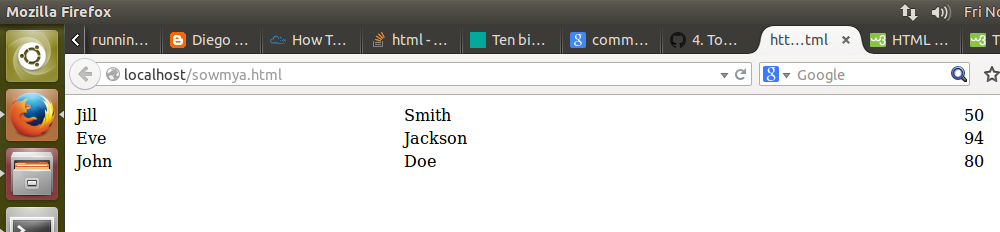 Mozilla Firefox Fri No
runnin... Diego ... How T... html - ... Ten bi... comm... 4. To... htt...tml HTML ... T
localhost/sowmya.html Google
Jill Smith 50
Eve Jackson 94
John Doe 80